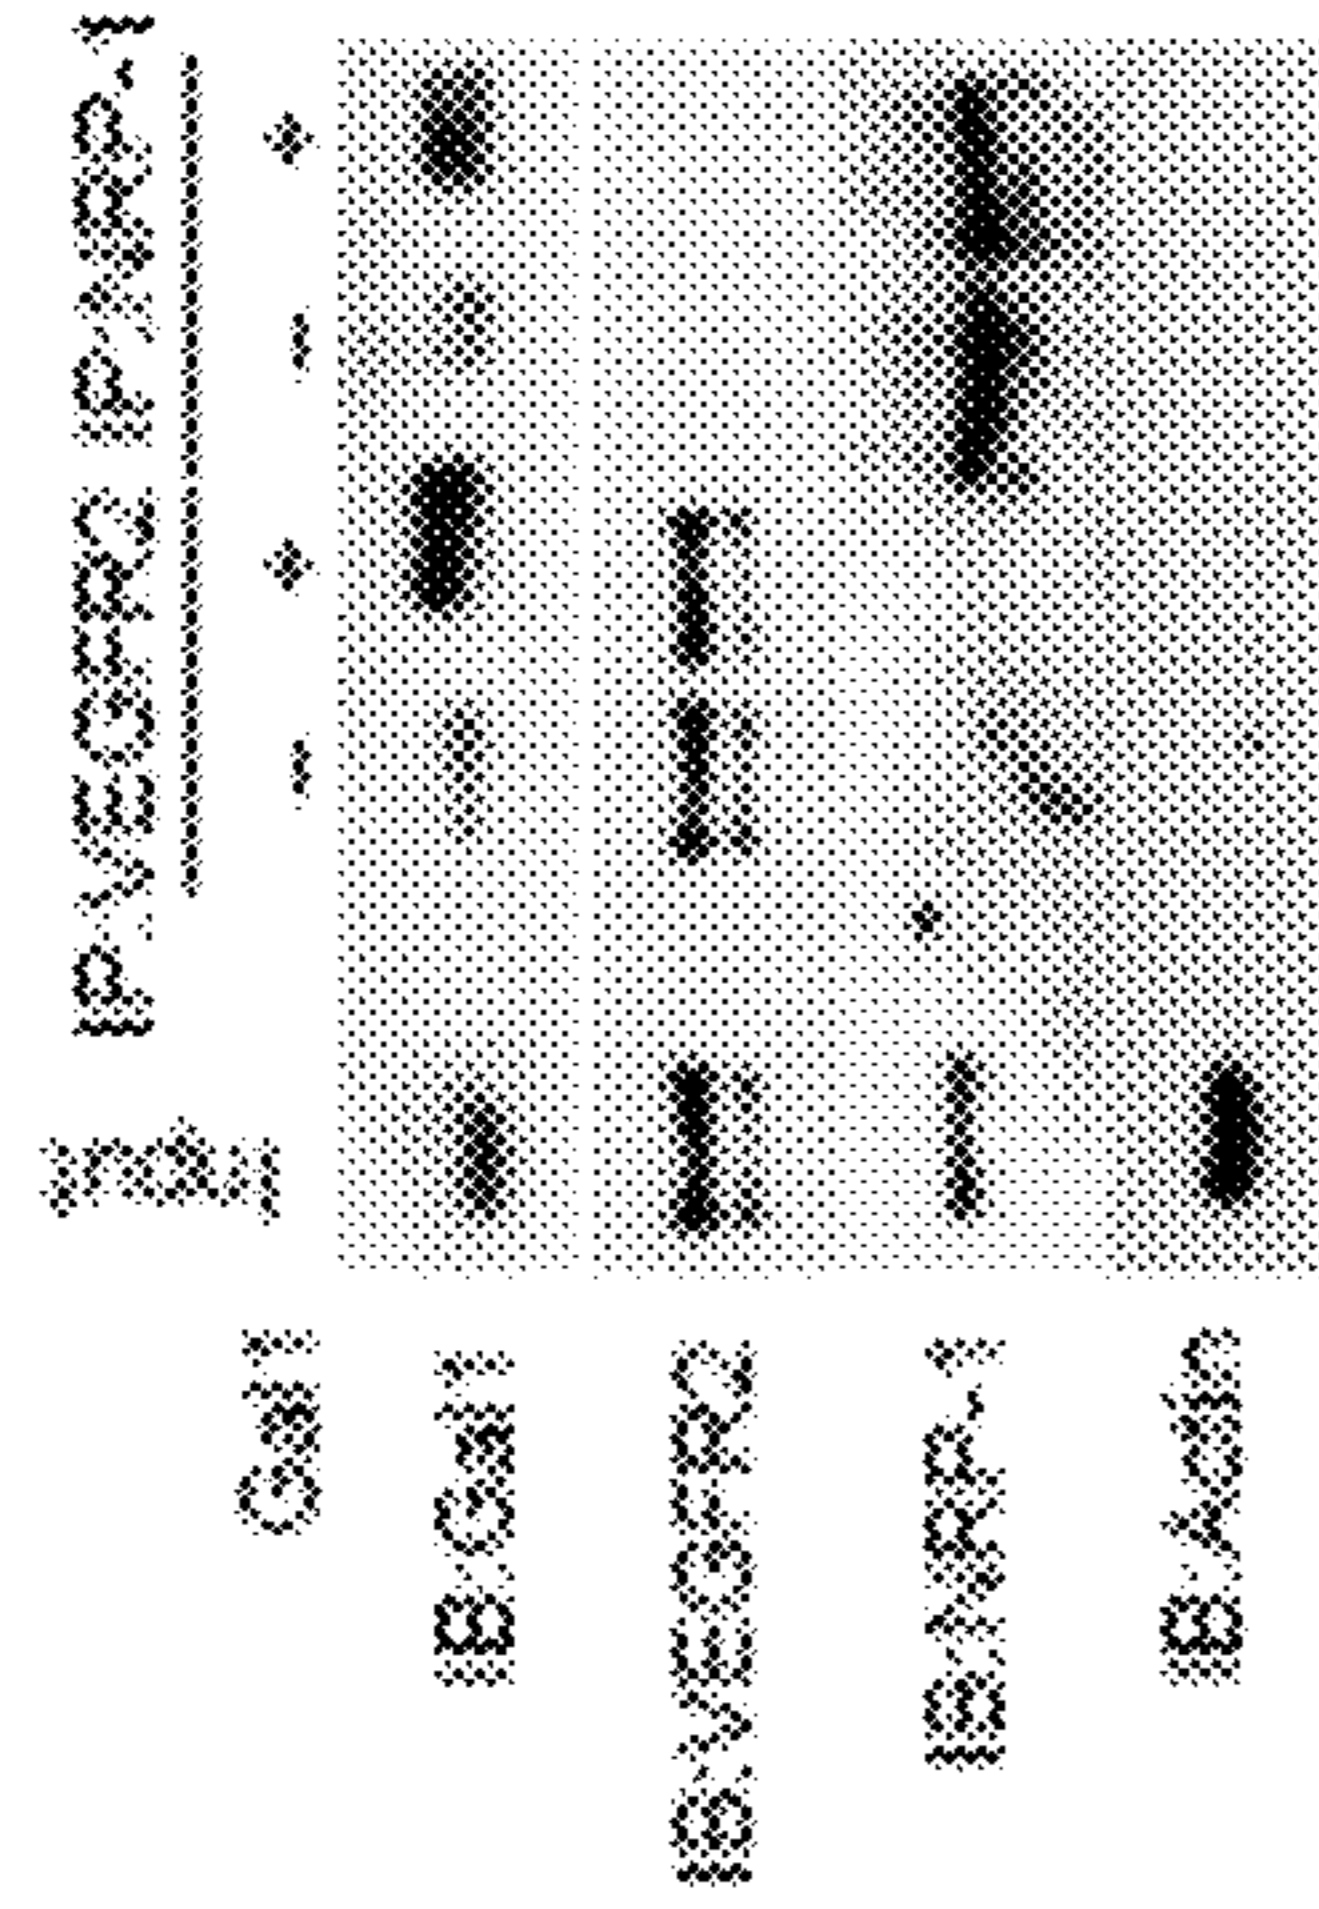 Input IP:VEGFR2 IP:NRP-1
Gal1 - + - +
IB:Gal1
IB:VEGFR2
IB:NRP-1
IB:Actin